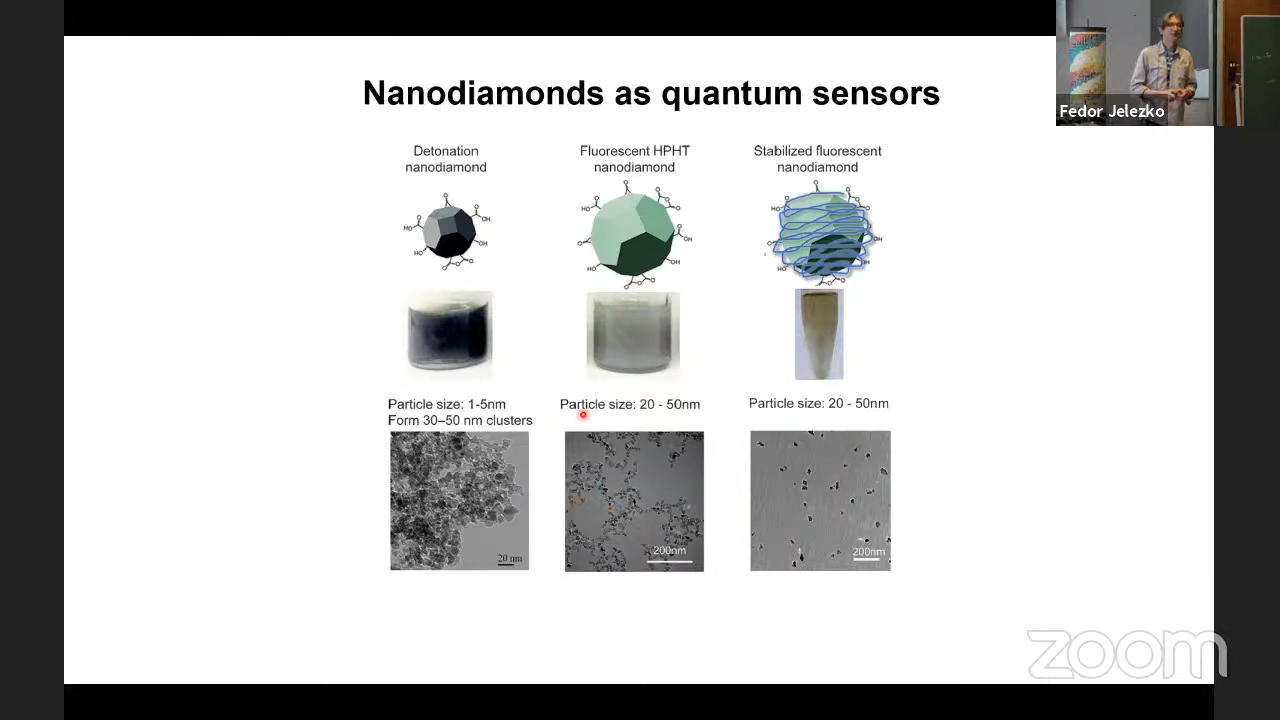 Nanodiamonds as quantum sensors
Fedor Jelezko
Detonation
nanodiamond
Fluorescent HPHT
nanodiamond
Stabilized fluorescent
nanodiamond
Particle size: 1-5nm
Form 30–50 nm clusters
Particle size: 20 - 50nm
Particle size: 20 - 50nm
20 nm
200nm
200nm
zoom